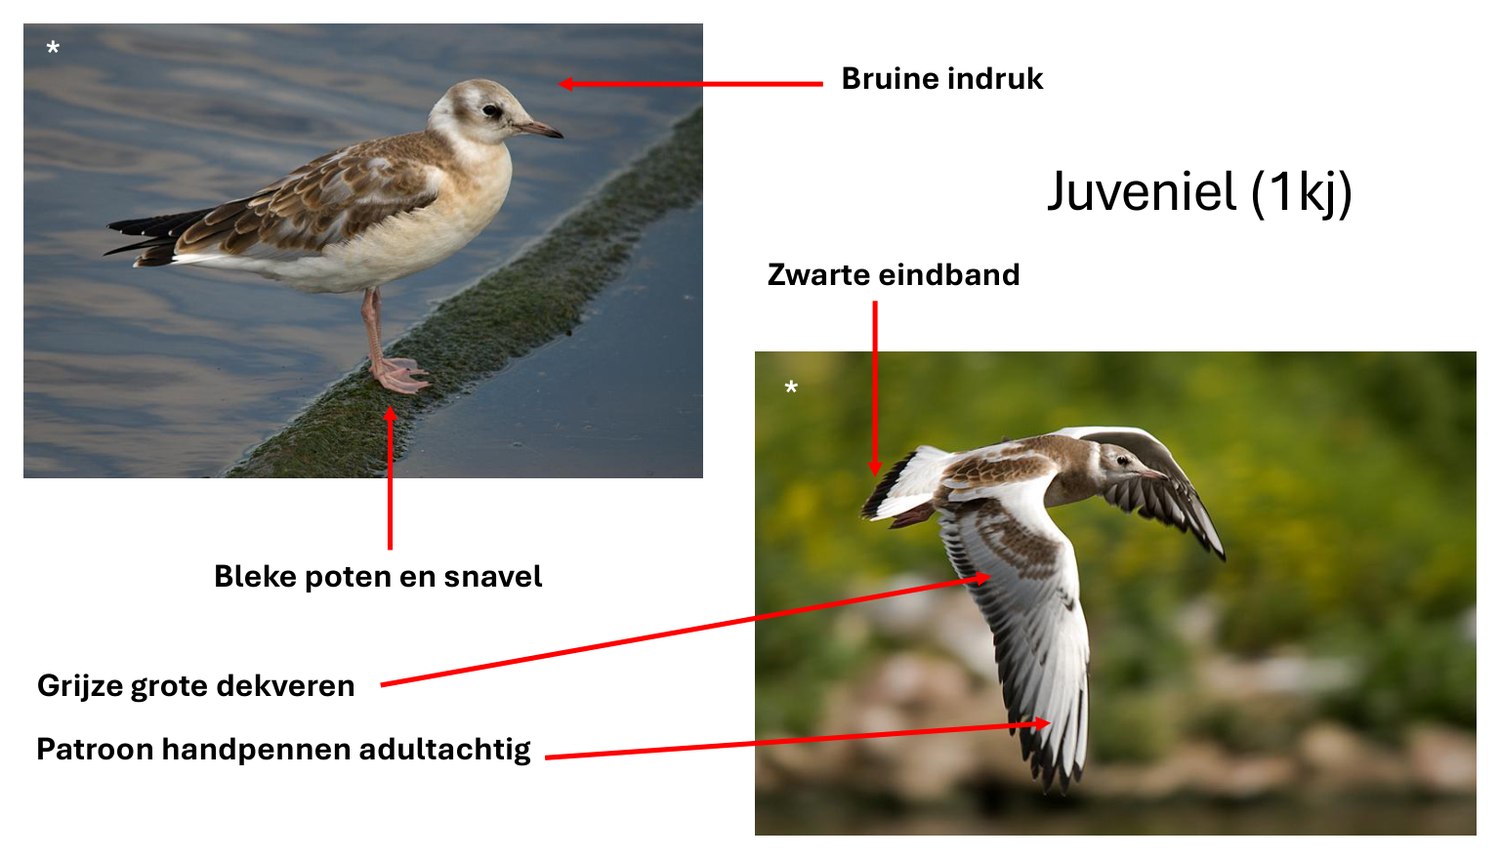 *
Bruine indruk
Juveniel (1kj)
Zwarte eindband
*
Bleke poten en snavel
Grijze grote dekveren
Patroon handpennen adultachtig